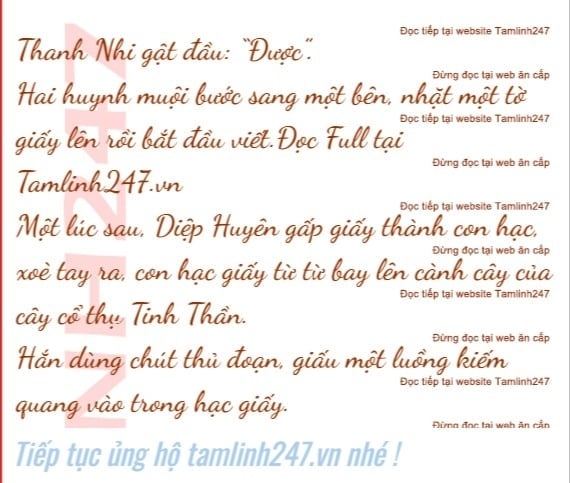 Đọc tiếp tại website Tamlinh247
Thanh Nhi gật đầu: “Được”.
Đừng đọc tại web ăn cắp
Hai huynh muội bước sang một bên, nhặt một tờ
Đọc tiếp tại website Tamlinh247
giấy lên rồi bắt đầu viết.Đọc Full tại
Đừng đọc tại web ăn cắp
Tamlinh247.vn
Đọc tiếp tại website Tamlinh247
Một lúc sau, Diệp Huyên gấp giấy thành con hạc,
Đừng đọc tại web ăn cắp
xoè tay ra, con hạc giấy từ từ bay lên cành cây của
Đọc tiếp tại website Tamlinh247
cây cổ thụ Tinh Thần.
Đừng đọc tại web ăn cắp
Hắn dùng chút thủ đoạn, giấu một luồng kiếm
Đọc tiếp tại website Tamlinh247
quang vào trong hạc giấy.
Đừng đọc tại web ăn cắp
NH247
Tiếp tục ủng hộ tamlinh247.vn nhé !